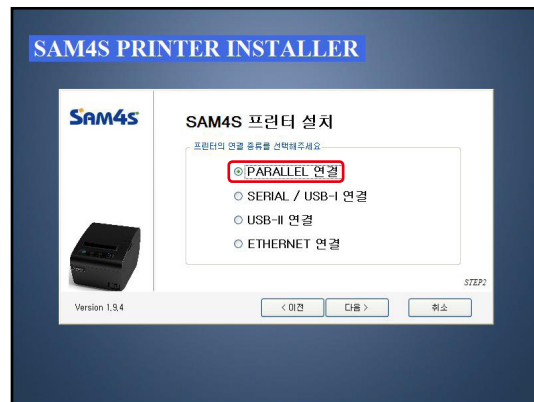 SAM4S PRINTER INSTALLER
SAM4S
SAM4S 프린터 설치
프린터의 연결 종류를 선택해주세요
PARALLEL 연결
SERIAL / USB-I 연결
USB-II 연결
ETHERNET 연결
STEP2
Version 1.9.4
< 이전
다음 >
취소